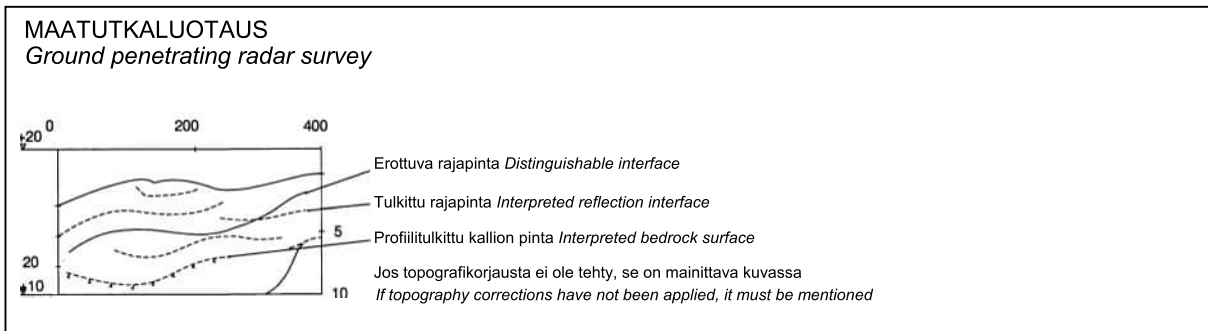 MAATUTKALUOTAUS
Ground penetrating radar survey
0 200 400
+20
Erottuva rajapinta Distinguishable interface
Tulkittu rajapinta Interpreted reflection interface
5
Profiilitulkittu kallion pinta Interpreted bedrock surface
20
Jos topografikorjausta ei ole tehty, se on mainittava kuvassa
+10
10
If topography corrections have not been applied, it must be mentioned